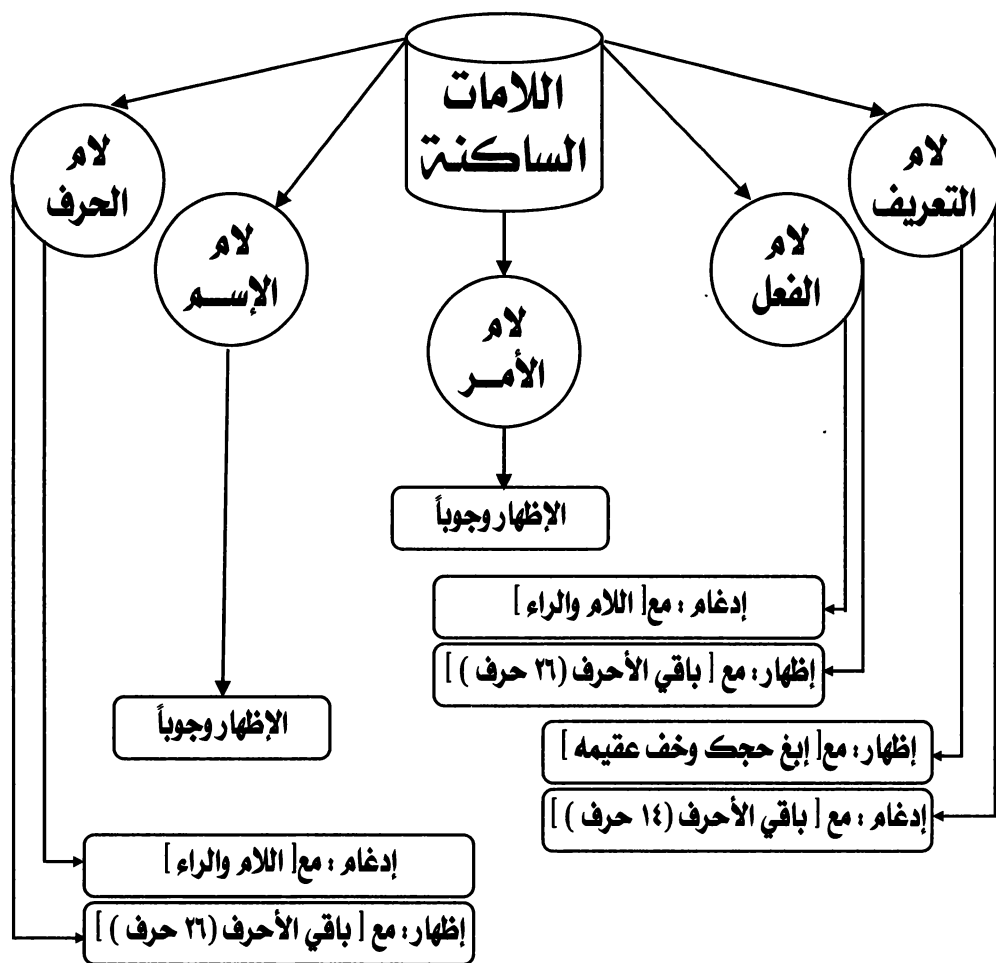 اللامات
الساكنة
لام
التعريف
لام
الفعل
لام
الأمـــر
لام
الإســـم
لام
الحرف
الإظهار وجوباً
إدغام : مع[ اللام والراء ]
إظهار: مع [ باقي الأحرف (٢٦ حرف ) ]
الإظهار وجوباً
إظهار: مع[ إبغ حجك وخف عقيمه ]
إدغام : مع [ باقي الأحرف (١٤ حرف ) ]
إدغام : مع[ اللام والراء ]
إظهار: مع [ باقي الأحرف (٢٦ حرف ) ]